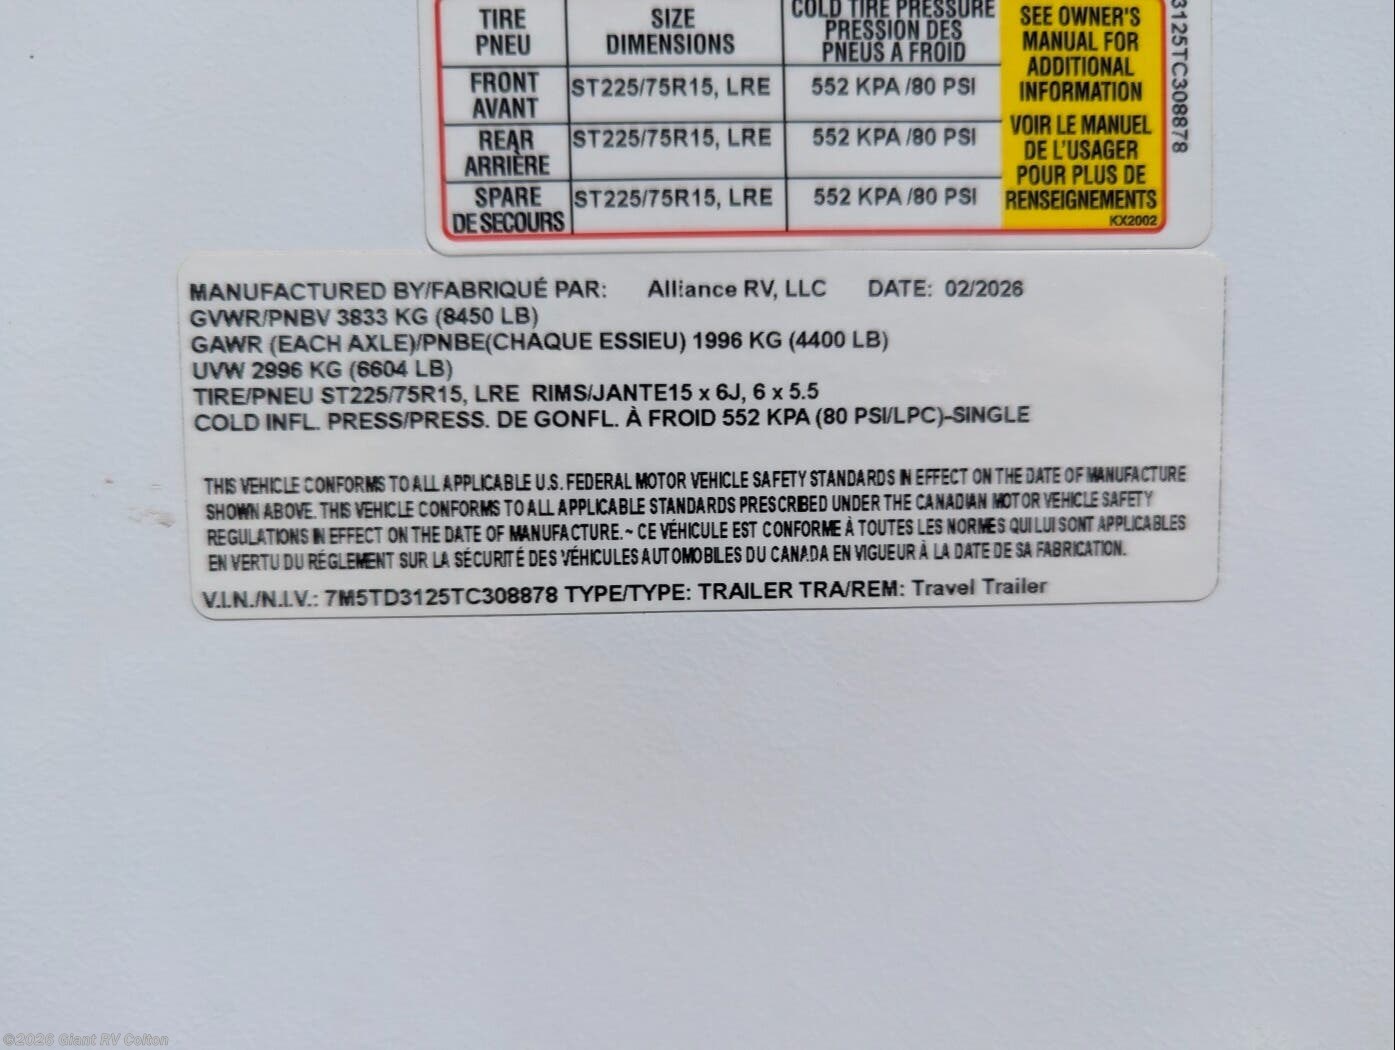 TIRE SIZE COLD TIRE PRESSURE
PNEU DIMENSIONS PRESSION DES
PNEUS A FROID
FRONT ST225/75R15, LRE 552 KPA /80 PSI
AVANT
REAR ST225/75R15, LRE 552 KPA /80 PSI
ARRIÈRE
SPARE ST225/75R15, LRE 552 KPA /80 PSI
DE SECOURS
SEE OWNER'S
MANUAL FOR
ADDITIONAL
INFORMATION
VOIR LE MANUEL
DE L'USAGER
POUR PLUS DE
RENSEIGNEMENTS
KX2002
3125TC308878
MANUFACTURED BY/FABRIQUÉ PAR: Alliance RV, LLC DATE: 02/2026
GVWR/PNBV 3833 KG (8450 LB)
GAWR (EACH AXLE)/PNBE(CHAQUE ESSIEU) 1996 KG (4400 LB)
UVW 2996 KG (6604 LB)
TIRE/PNEU ST225/75R15, LRE RIMS/JANTE15 x 6J, 6 x 5.5
COLD INFL. PRESS/PRESS. DE GONFL. À FROID 552 KPA (80 PSI/LPC)-SINGLE
THIS VEHICLE CONFORMS TO ALL APPLICABLE U.S. FEDERAL MOTOR VEHICLE SAFETY STANDARDS IN EFFECT ON THE DATE OF MANUFACTURE
SHOWN ABOVE. THIS VEHICLE CONFORMS TO ALL APPLICABLE STANDARDS PRESCRIBED UNDER THE CANADIAN MOTOR VEHICLE SAFETY
REGULATIONS IN EFFECT ON THE DATE OF MANUFACTURE. ~ CE VÉHICULE EST CONFORME À TOUTES LES NORMES QUI LUI SONT APPLICABLES
EN VERTU DU RÉGLEMENT SUR LA SÉCURITÉ DES VÉHICULES AUTOMOBILES DU CANADA EN VIGUEUR À LA DATE DE SA FABRICATION.
V.I.N./N.I.V.: 7M5TD3125TC308878 TYPE/TYPE: TRAILER TRA/REM: Travel Trailer
©2026 Giant RV Colton